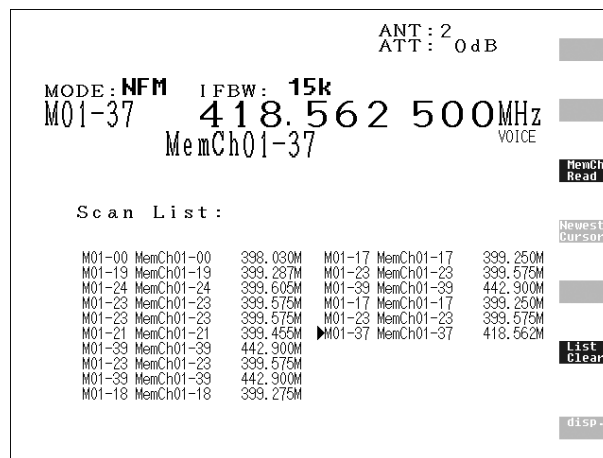 ANT:2
ATT: 0dB
MODE:NFM IFBW: 15k
M01-37 418.562 500MHz
MemCh01-37 VOICE
MemCh
Read
Scan List:
Newest
Cursor
M01-00 MemCh01-00 398.030M M01-17 MemCh01-17 399.250M
M01-19 MemCh01-19 399.287M M01-23 MemCh01-23 399.575M
M01-24 MemCh01-24 399.605M M01-39 MemCh01-39 442.900M
M01-23 MemCh01-23 399.575M M01-17 MemCh01-17 399.250M
M01-23 MemCh01-23 399.575M M01-23 MemCh01-23 399.575M
M01-21 MemCh01-21 399.455M ▶M01-37 MemCh01-37 418.562M
M01-39 MemCh01-39 442.900M
M01-23 MemCh01-23 399.575M
M01-39 MemCh01-39 442.900M
M01-18 MemCh01-18 399.275M
List
Clear
disp.